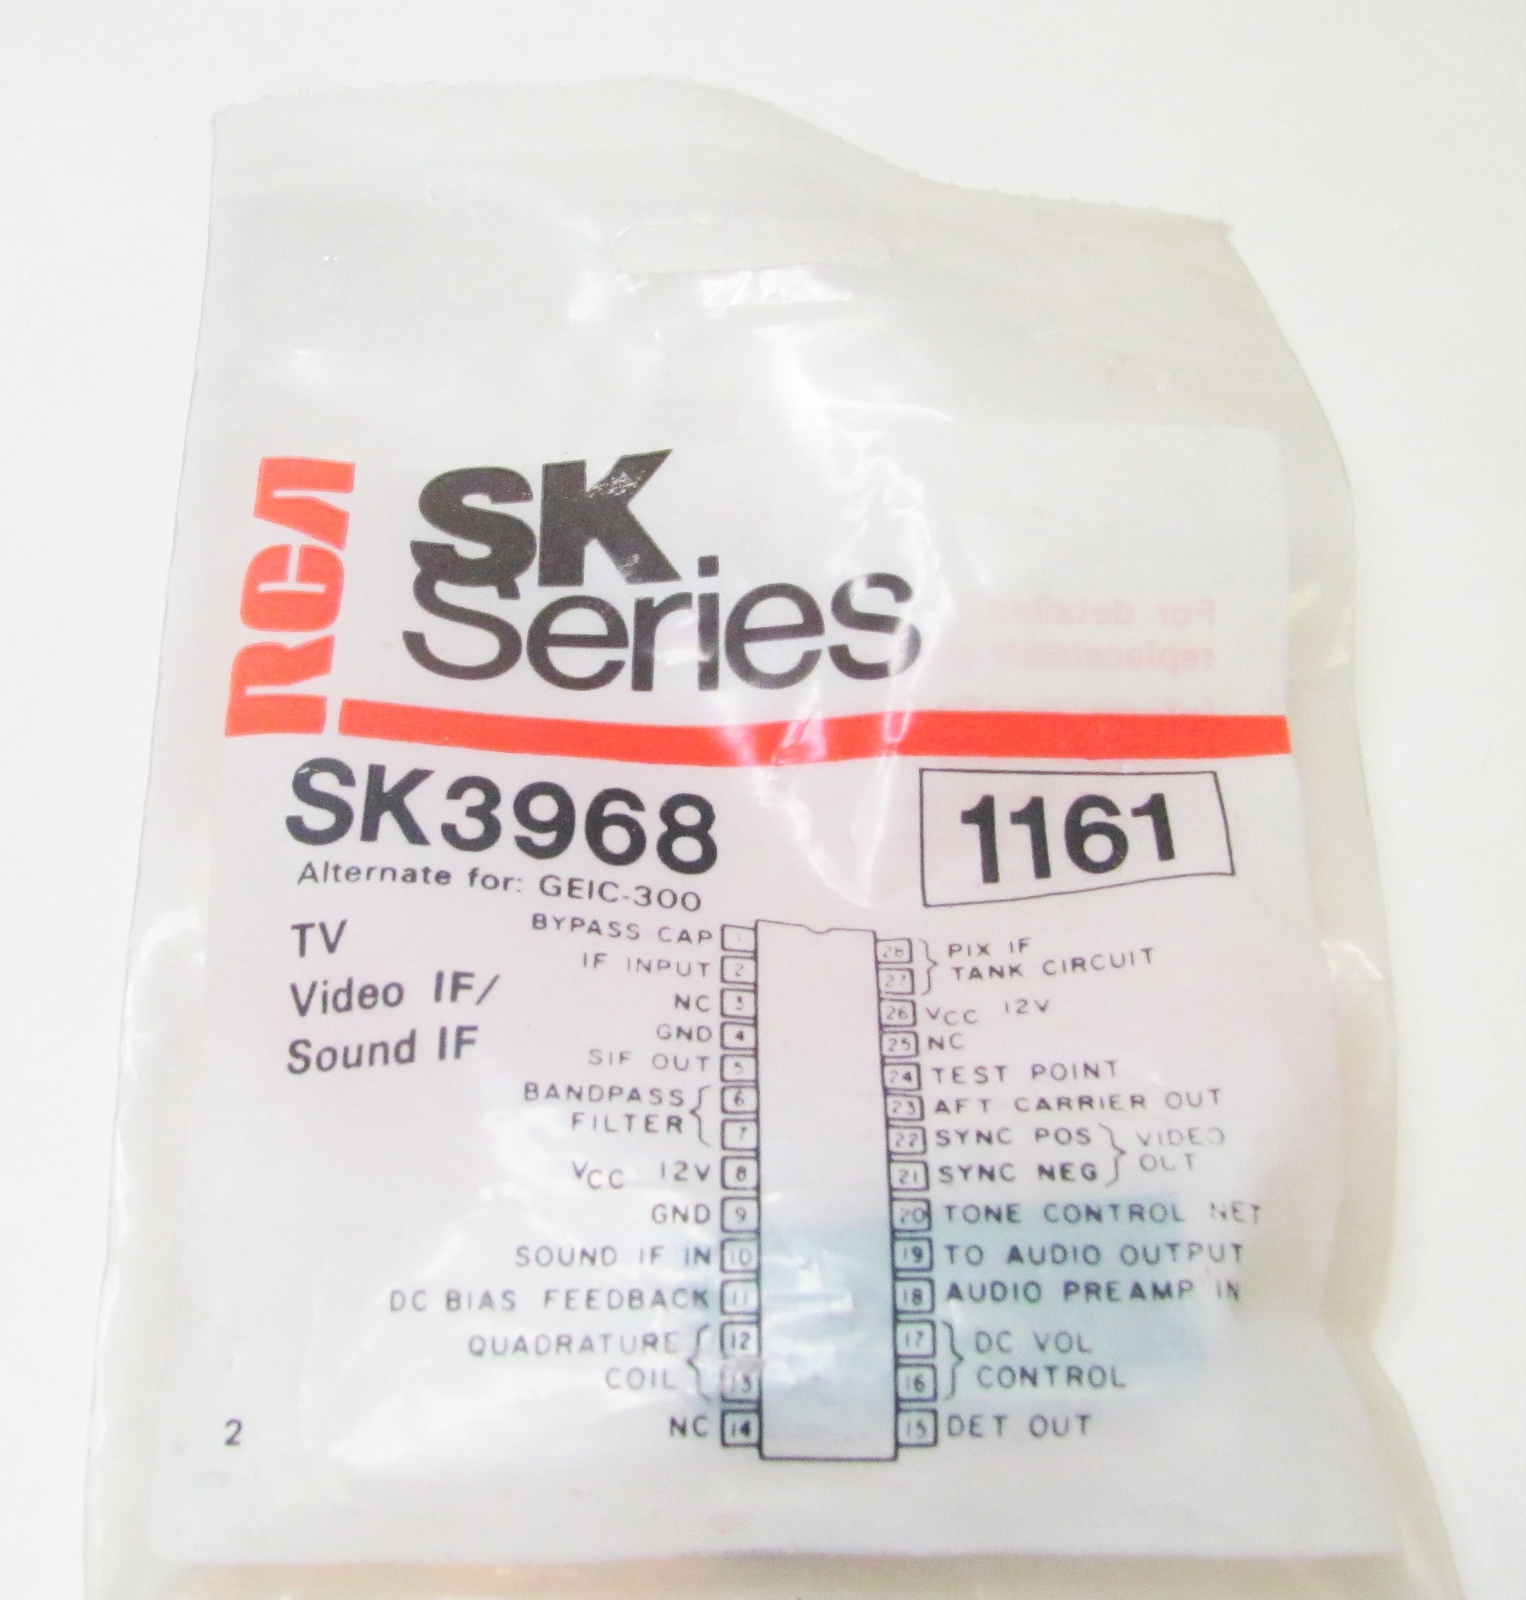 RCA
SK
Series
For detailed
replacement
SK3968
1161
Alternate for: GEIC-300
TV
Video IF/
Sound IF
BYPASS CAP 1
IF INPUT 2
NC 3
GND 4
SIF OUT 5
BANDPASS 6
FILTER 7
VCC 12V 8
GND 9
SOUND IF IN 10
DC BIAS FEEDBACK 11
QUADRATURE 12
COIL 13
NC 14
28 PIX IF
27 TANK CIRCUIT
26 VCC 12V
25 NC
24 TEST POINT
23 AFT CARRIER OUT
22 SYNC POS VIDEO
21 SYNC NEG OUT
20 TONE CONTROL NET
19 TO AUDIO OUTPUT
18 AUDIO PREAMP IN
17 DC VOL
16 CONTROL
15 DET OUT
2